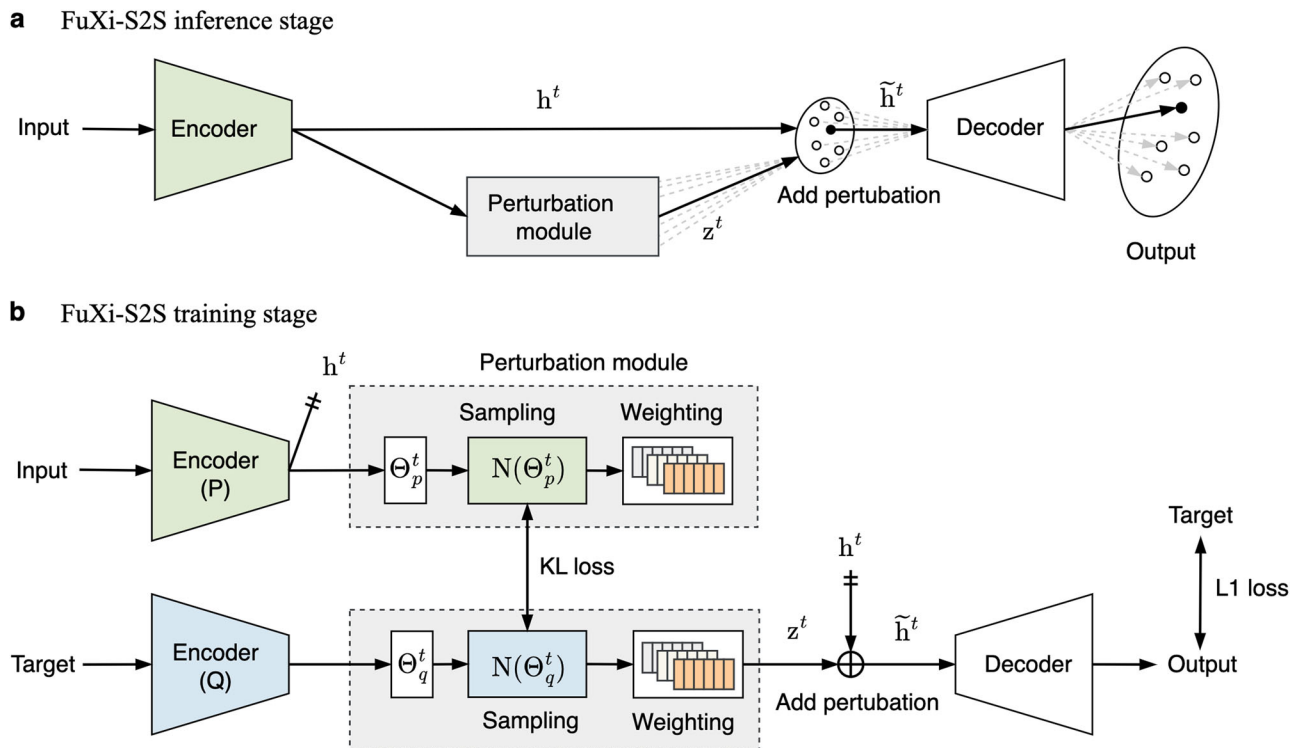 a FuXi-S2S inference stage
Input
Encoder
h^t
Perturbation
module
z^t
Add pertubation
h̃^t
Decoder
Output
b FuXi-S2S training stage
h^t
Perturbation module
Sampling Weighting
Input
Encoder
(P)
Θ_p^t
N(Θ_p^t)
KL loss
Target
Encoder
(Q)
Θ_q^t
N(Θ_q^t)
Sampling Weighting
z^t
h^t
h̃^t
Add perturbation
Decoder
Target
L1 loss
Output